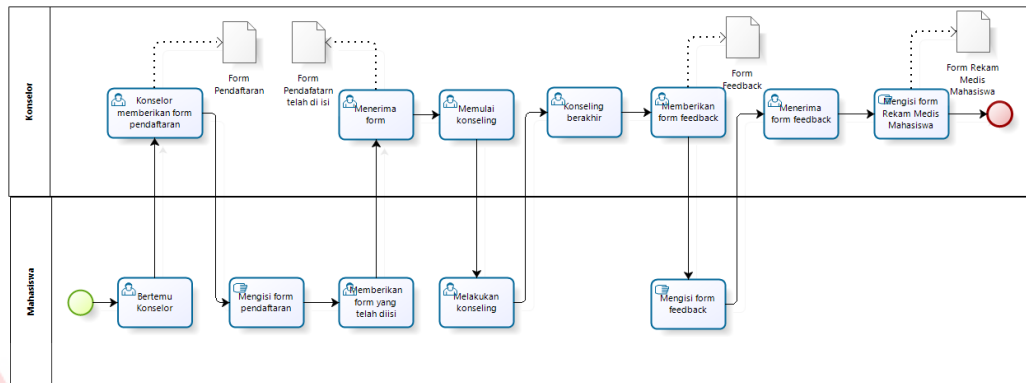 Konselor
Form
Pendaftaran
Form
Pendafatarn
telah di isi
Form
Feedback
Form Rekam
Medis
Mahasiswa
Konselor
memberikan form
pendaftaran
Menerima
form
Memulai
konseling
Konseling
berakhir
Memberikan
form feedback
Menerima
form feedback
Mengisi form
Rekam Medis
Mahasiswa
Mahasiswa
Bertemu
Konselor
Mengisi form
pendaftaran
Memberikan
form yang
telah diisi
Melakukan
konseling
Mengisi form
feedback